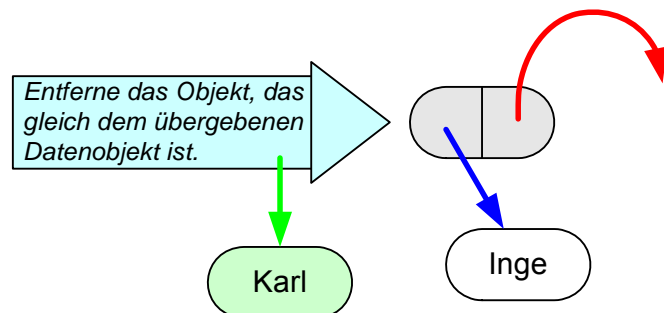 Entferne das Objekt, das
gleich dem übergebenen
Datenobjekt ist.
Karl
Inge